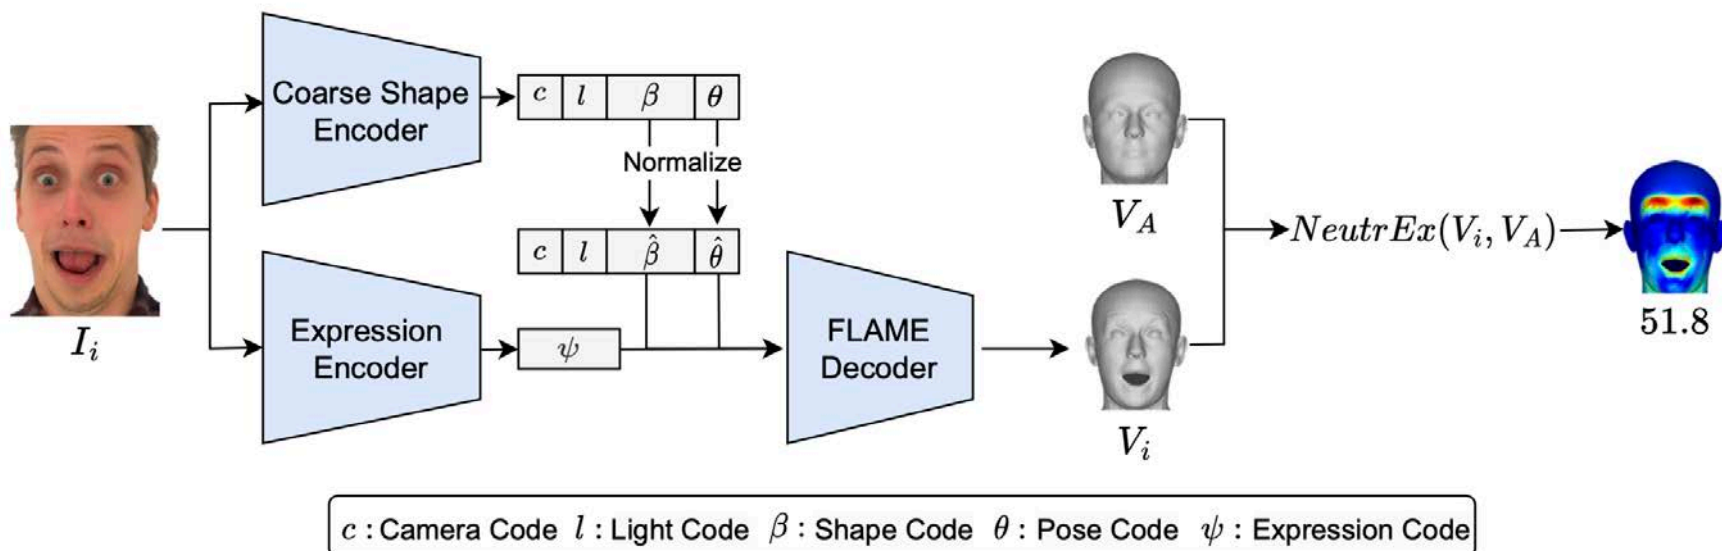 Coarse Shape
Encoder
c l β θ
Normalize
c l β̂ θ̂
I_i
Expression
Encoder
ψ
FLAME
Decoder
V_A
V_i
NeutrEx(V_i, V_A)
51.8
c : Camera Code l : Light Code β : Shape Code θ : Pose Code ψ : Expression Code